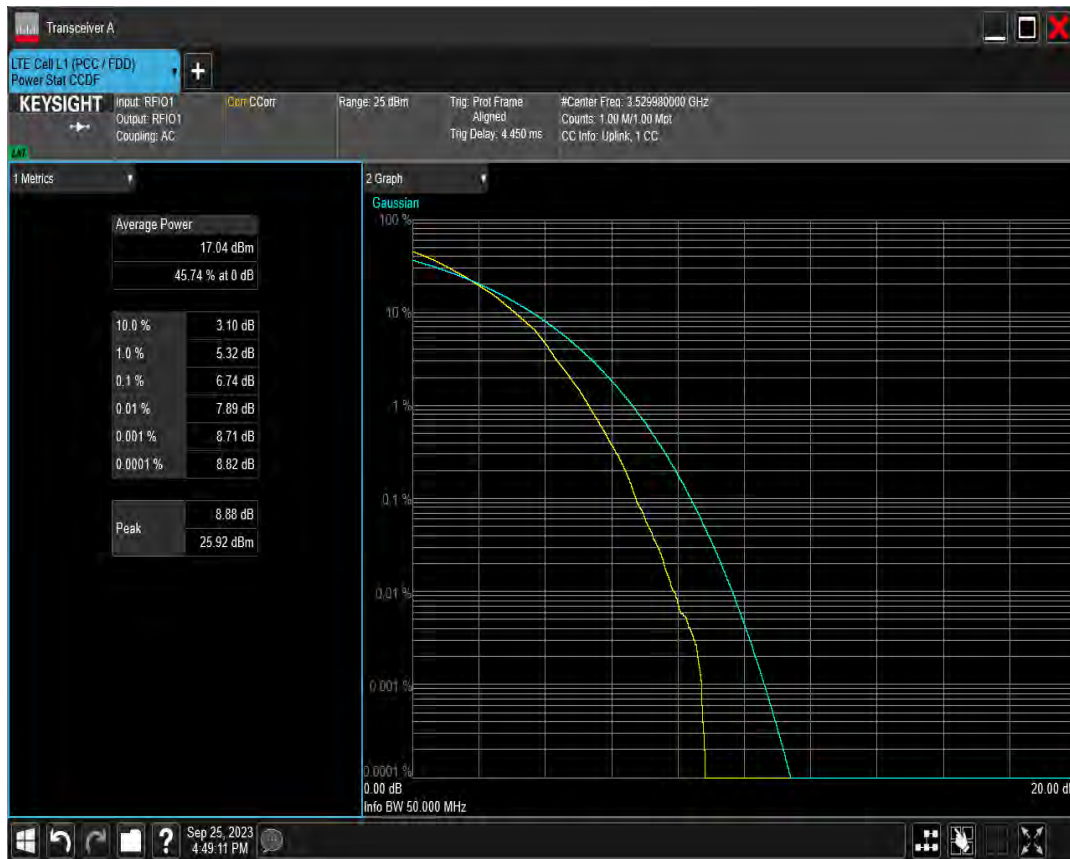 Transceiver A
LTE Cell L1 (PCC / FDD)
Power Stat CCDF
KEYSIGHT
Input: RFIO1
Output: RFIO1
Coupling: AC
Corr CCorr
Range: 25 dBm
Trig: Prot Frame
Aligned
Trig Delay: 4.450 ms
#Center Freq: 3.529980000 GHz
Counts: 1.00 M/1.00 Mpt
CC Info: Uplink, 1 CC
1 Metrics
Average Power
17.04 dBm
45.74 % at 0 dB
10.0 % 3.10 dB
1.0 % 5.32 dB
0.1 % 6.74 dB
0.01 % 7.89 dB
0.001 % 8.71 dB
0.0001 % 8.82 dB
Peak
8.88 dB
25.92 dBm
2 Graph
Gaussian
100 %
10 %
1 %
0.1 %
0.01 %
0.001 %
0.0001 %
0.00 dB
20.00 d
Info BW 50.000 MHz
?
Sep 25, 2023
4:49:11 PM